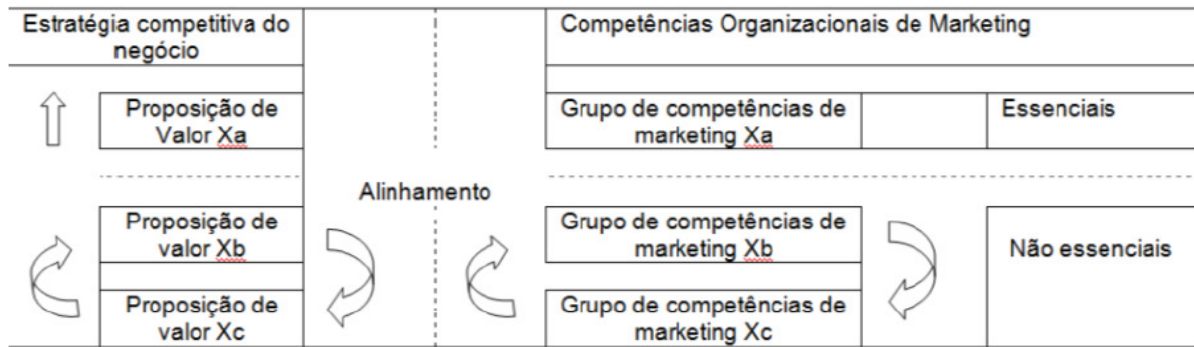 Estratégia competitiva do
negócio
Competências Organizacionais de Marketing
Proposição de
Valor Xa
Grupo de competências de
marketing Xa
Essenciais
Alinhamento
Proposição de
valor Xb
Grupo de competências de
marketing Xb
Não essenciais
Proposição de
valor Xc
Grupo de competências de
marketing Xc